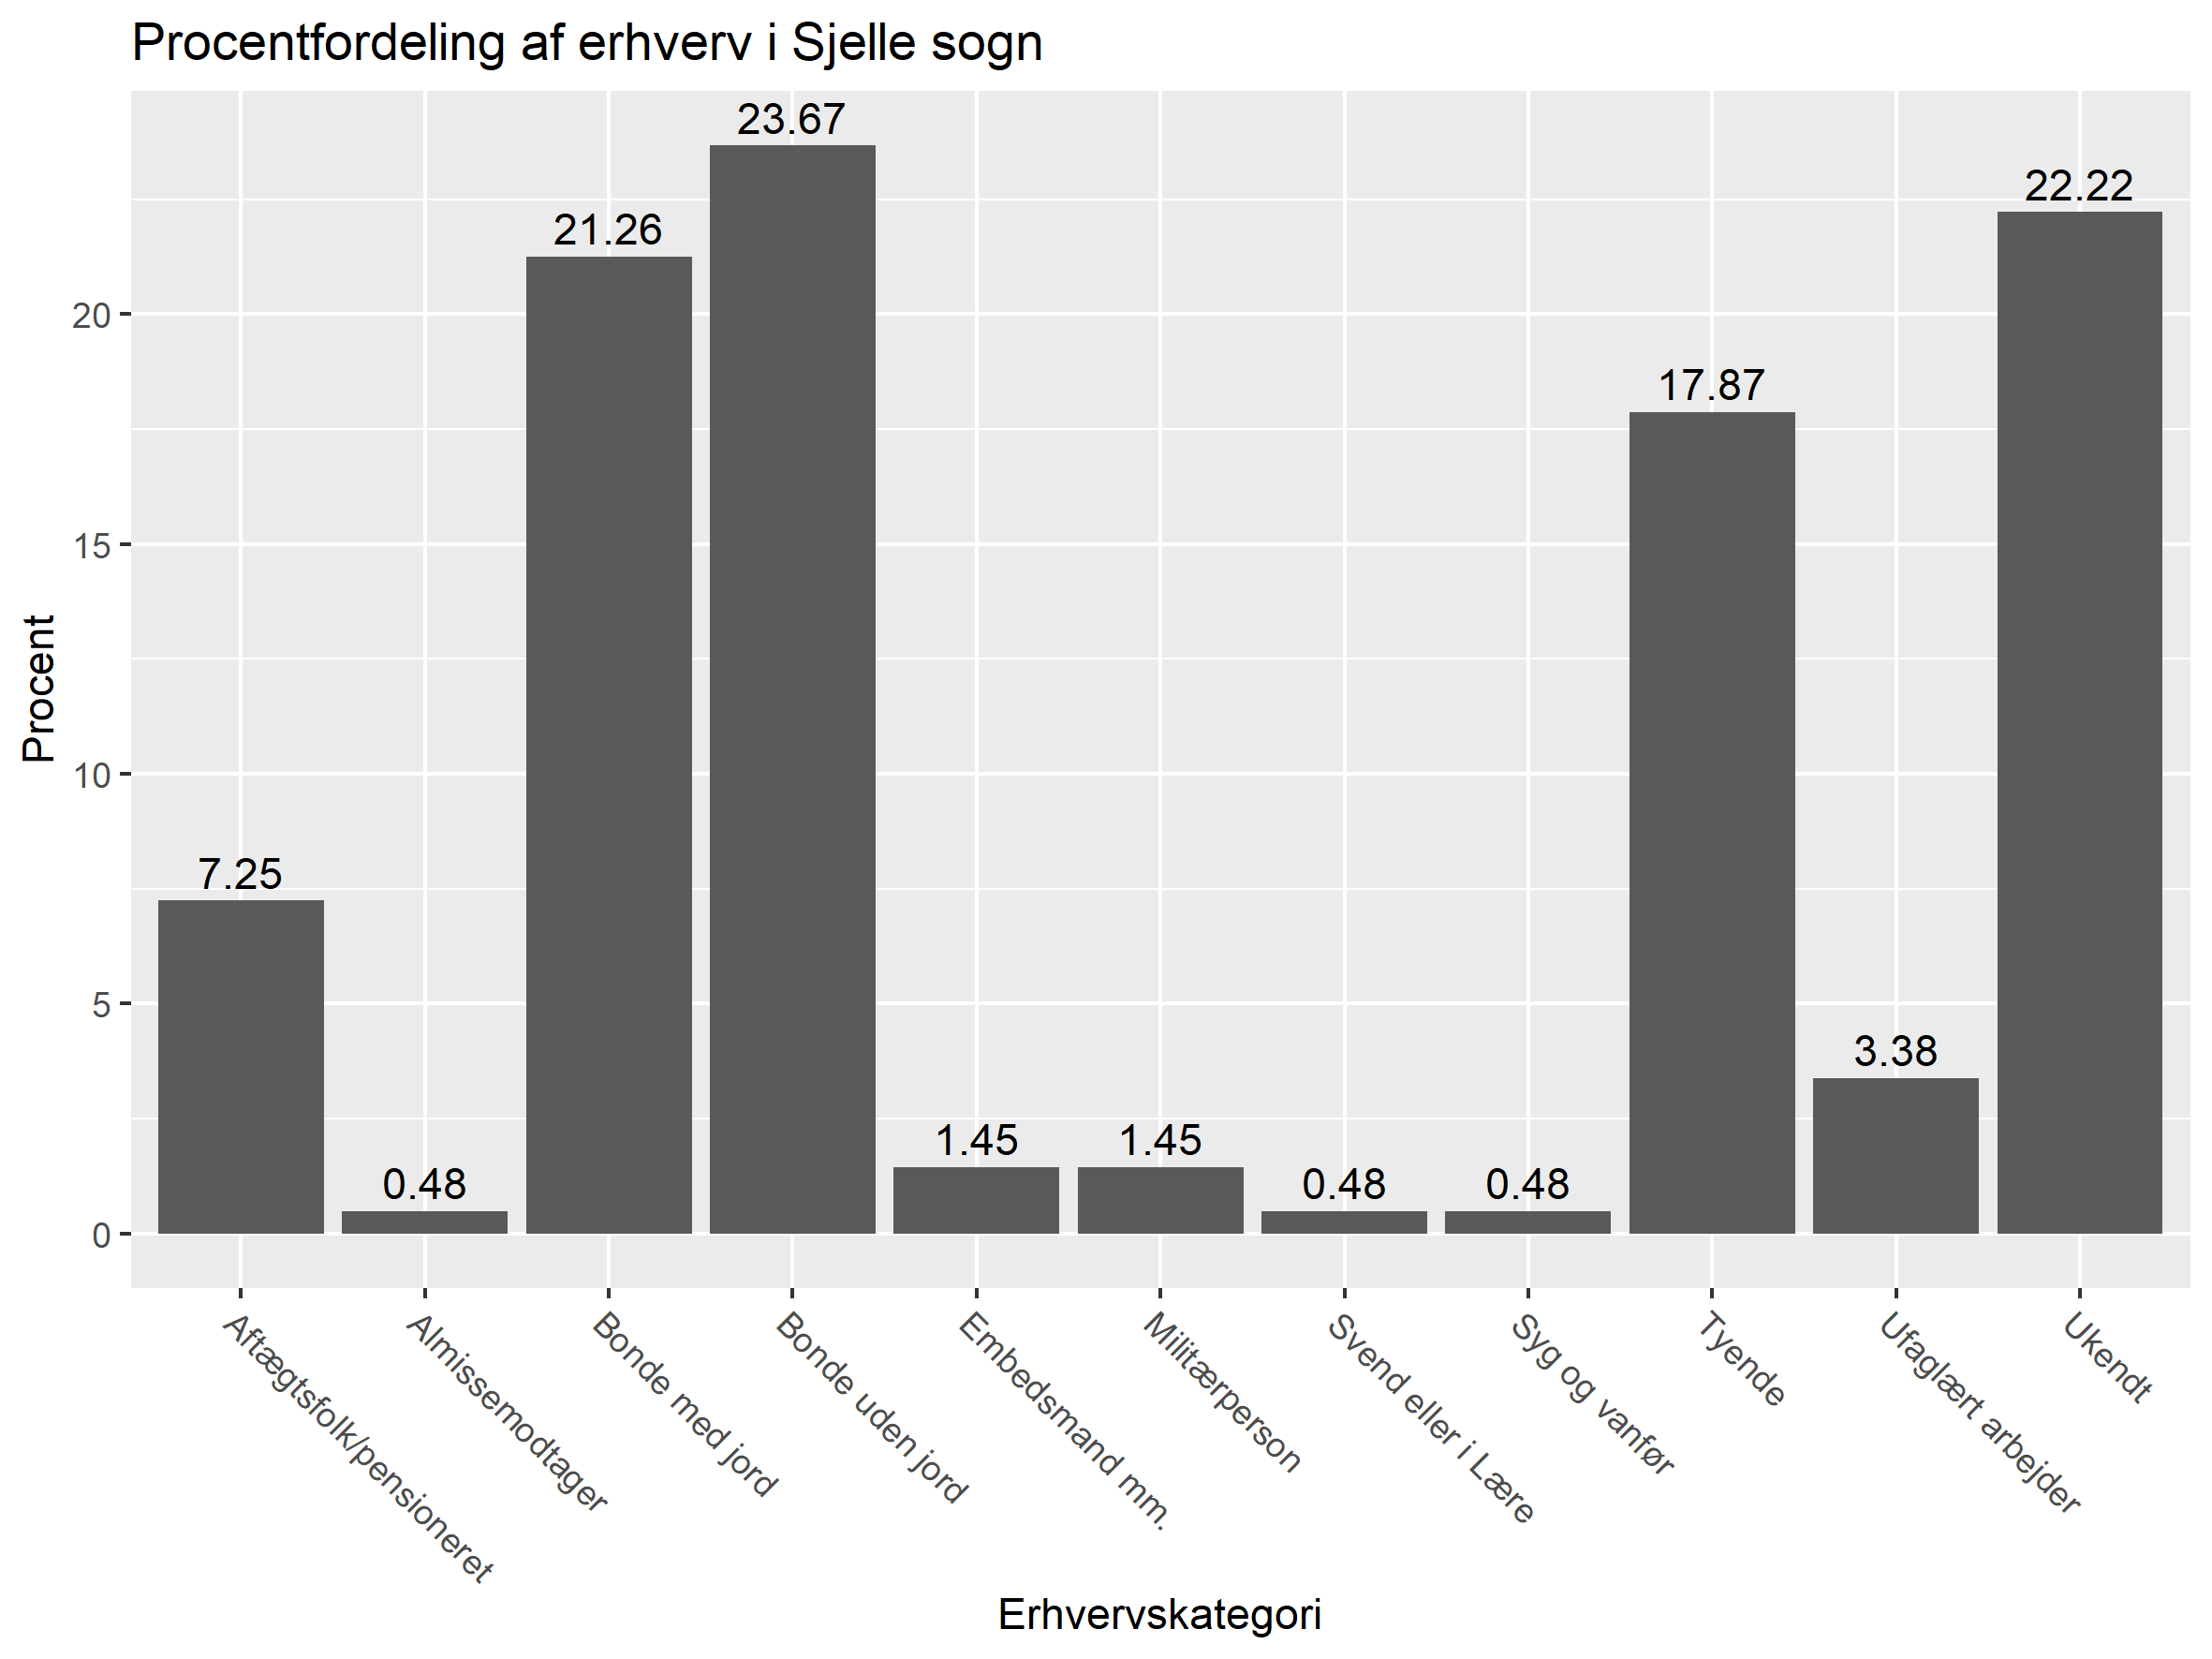 Procentfordeling af erhverv i Sjelle sogn
23.67
22.22
21.26
17.87
7.25
3.38
1.45
1.45
0.48
0.48
0.48
20
15
10
5
0
Procent
Aftægtsfolk/pensioneret
Almissemodtager
Bonde med jord
Bonde uden jord
Embedsmand mm.
Militærperson
Svend eller i Lære
Syg og vanfør
Tyende
Ufaglært arbejder
Ukendt
Erhvervskategori